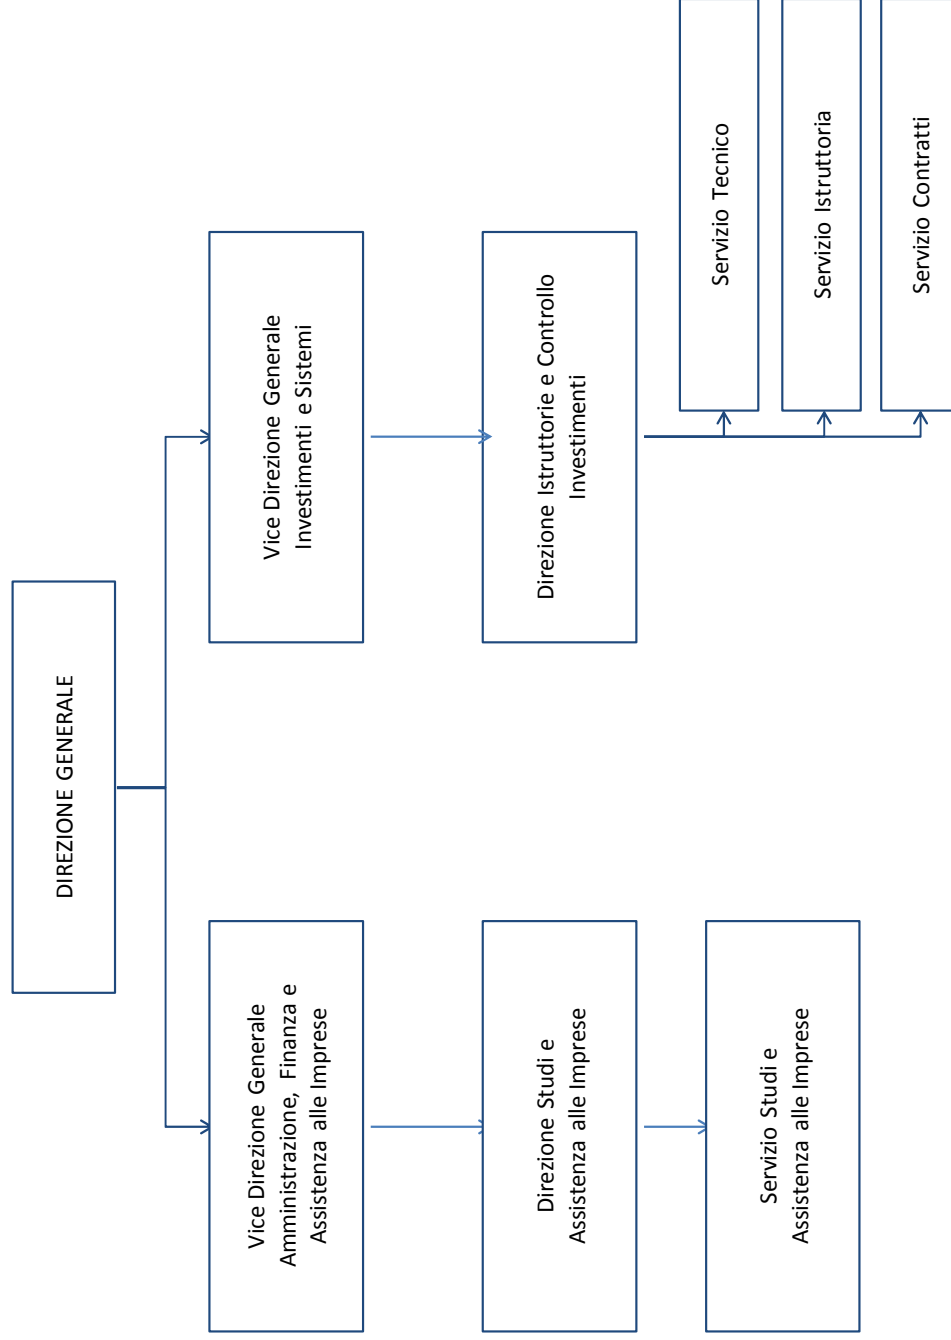 DIREZIONE GENERALE
Vice Direzione Generale
Amministrazione, Finanza e
Assistenza alle Imprese
Vice Direzione Generale
Investimenti e Sistemi
Direzione Studi e
Assistenza alle Imprese
Direzione Istruttorie e Controllo
Investimenti
Servizio Studi e
Assistenza alle Imprese
Servizio Tecnico
Servizio Istruttoria
Servizio Contratti